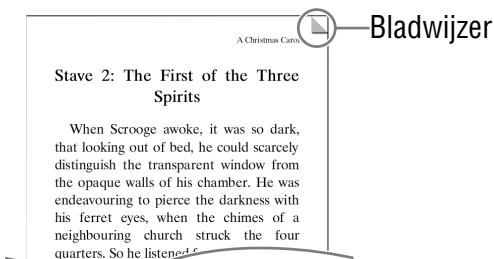 A Christmas Caro
Bladwijzer
Stave 2: The First of the Three
Spirits
When Scrooge awoke, it was so dark,
that looking out of bed, he could scarcely
distinguish the transparent window from
the opaque walls of his chamber. He was
endeavouring to pierce the darkness with
his ferret eyes, when the chimes of a
neighbouring church struck the four
quarters. So he listened